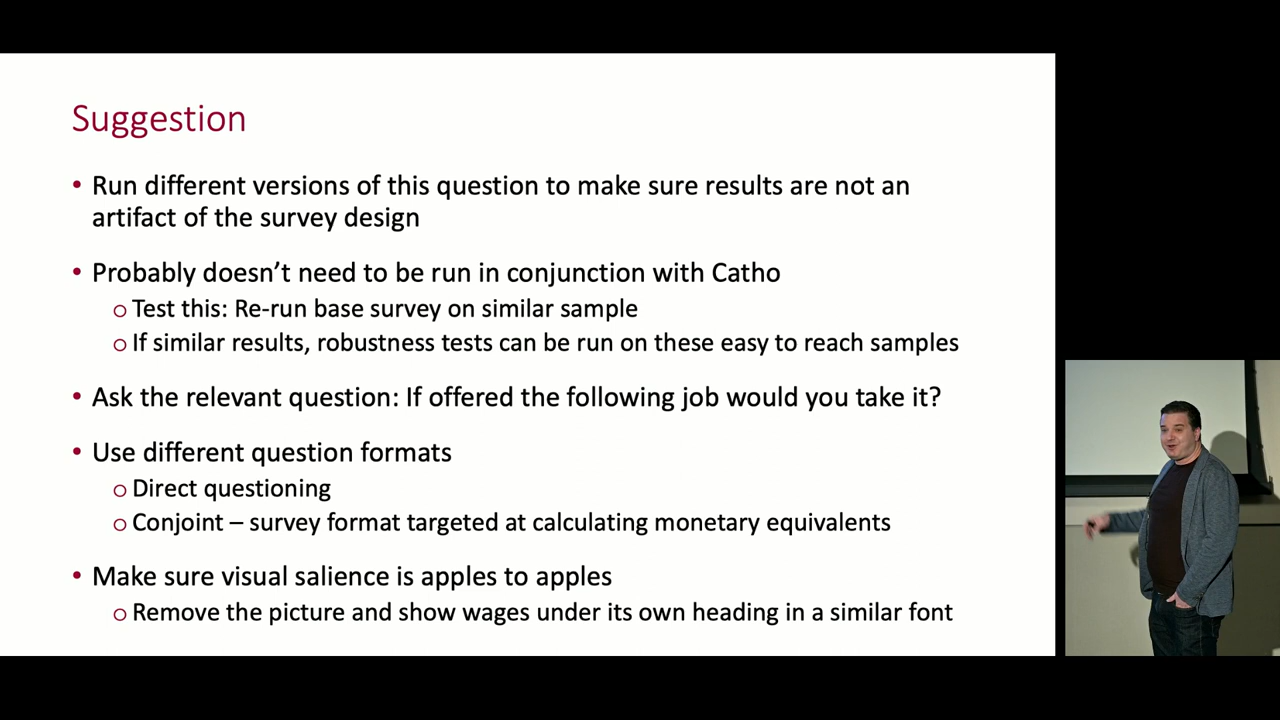 Suggestion
• Run different versions of this question to make sure results are not an
artifact of the survey design
• Probably doesn’t need to be run in conjunction with Catho
o Test this: Re-run base survey on similar sample
o If similar results, robustness tests can be run on these easy to reach samples
• Ask the relevant question: If offered the following job would you take it?
• Use different question formats
o Direct questioning
o Conjoint – survey format targeted at calculating monetary equivalents
• Make sure visual salience is apples to apples
o Remove the picture and show wages under its own heading in a similar font